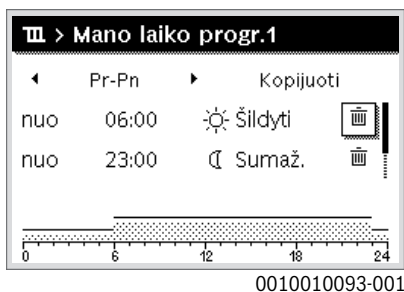 > Mano laiko progr.1
Pr-Pn Kopijuoti
nuo 06:00 Šildyti
nuo 23:00 Sumaž.
0 6 12 18 24
0010010093-001